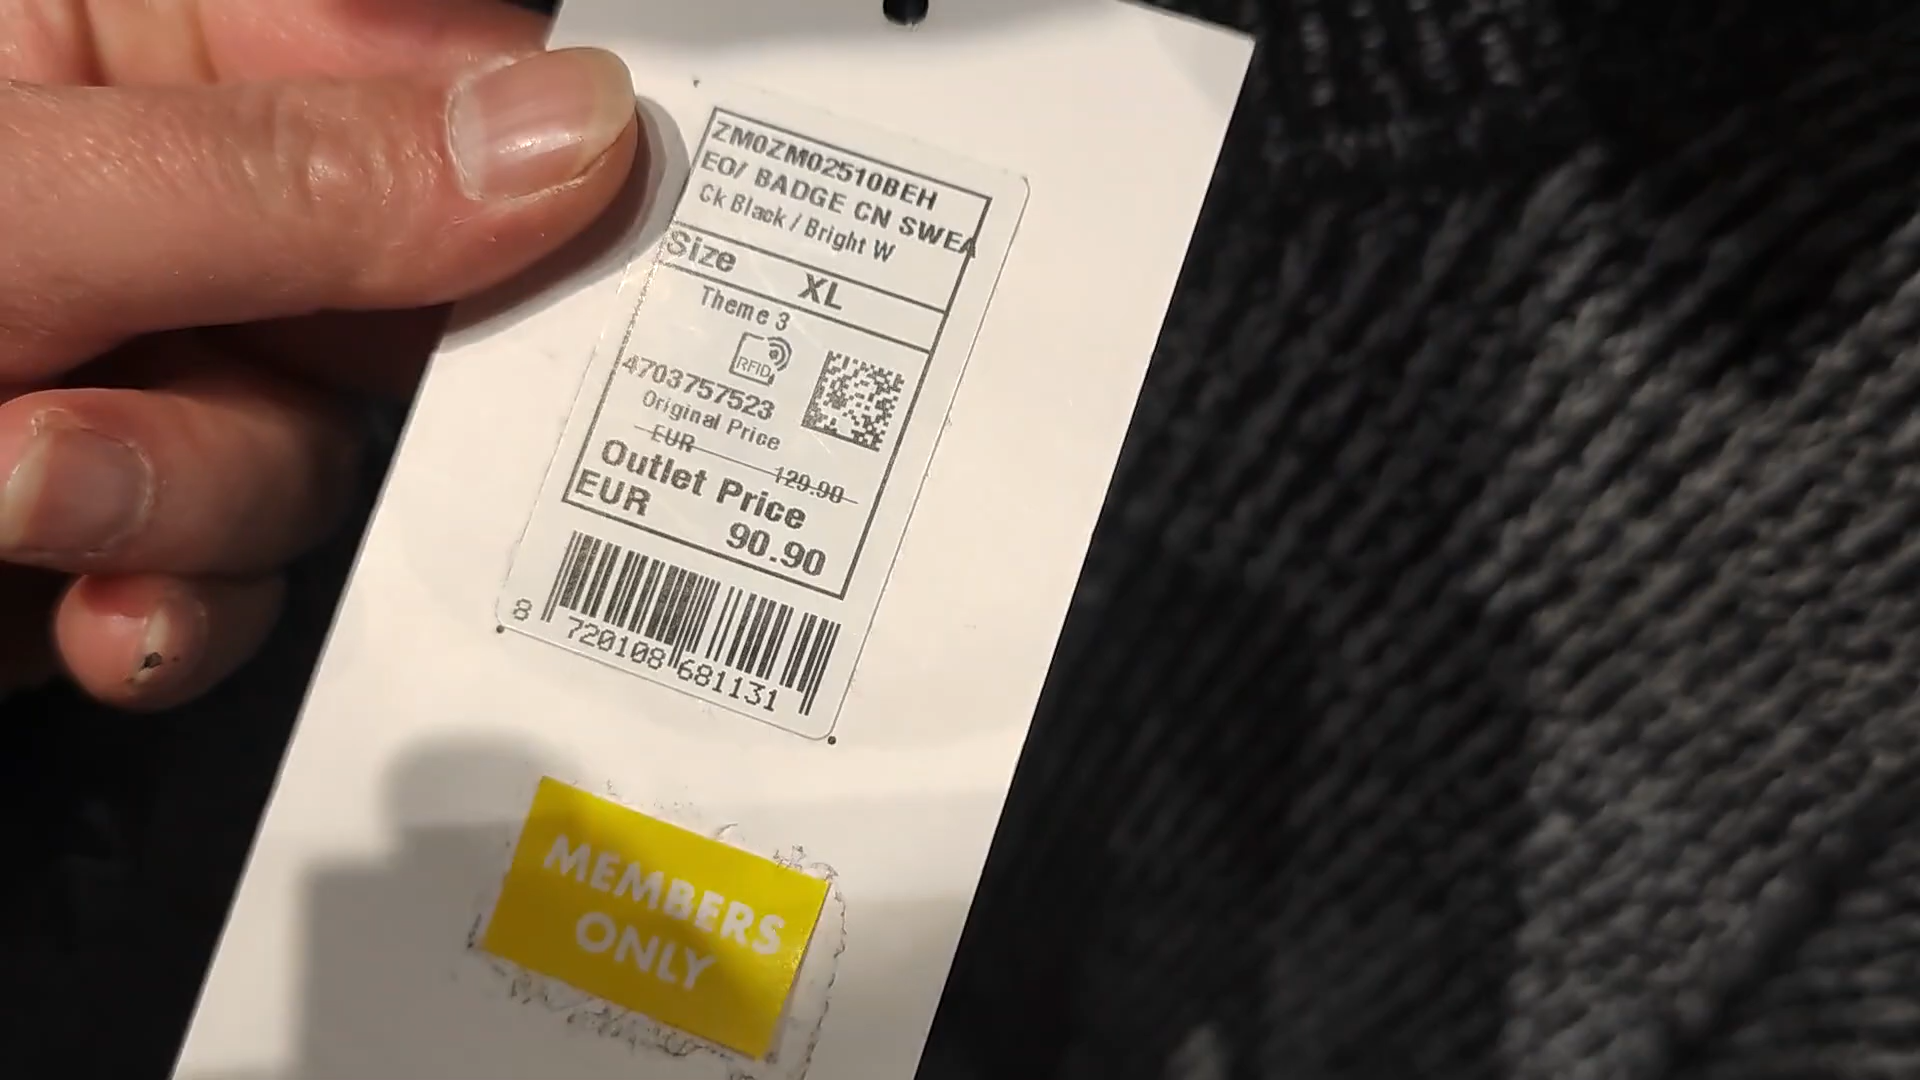 ZM0ZM02510BEH
EO/ BADGE CN SWEA
Ck Black / Bright W
Size XL
Theme 3
RFID
4703757523
Original Price
EUR 129.90
Outlet Price
EUR 90.90
8 720108 681131
MEMBERS
ONLY